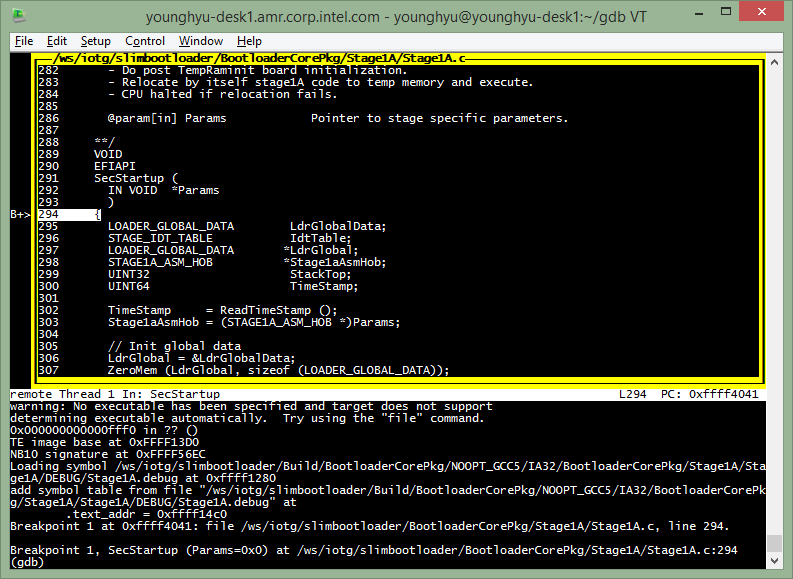 younghyu-desk1.amr.corp.intel.com - younghyu@younghyu-desk1:~/gdb VT
File Edit Setup Control Window Help
/ws/iotg/slimbootloader/BootloaderCorePkg/Stage1A/Stage1A.c
282 - Do post TempRaminit board initialization.
283 - Relocate by itself stage1A code to temp memory and execute.
284 - CPU halted if relocation fails.
285
286 @param[in] Params Pointer to stage specific parameters.
287
288 **/
289 VOID
290 EFIAPI
291 SecStartup (
292 IN VOID *Params
293 )
B+> 294 {
295 LOADER_GLOBAL_DATA LdrGlobalData;
296 STAGE_IDT_TABLE IdtTable;
297 LOADER_GLOBAL_DATA *LdrGlobal;
298 STAGE1A_ASM_HOB *Stage1aAsmHob;
299 UINT32 StackTop;
300 UINT64 TimeStamp;
301
302 TimeStamp = ReadTimeStamp ();
303 Stage1aAsmHob = (STAGE1A_ASM_HOB *)Params;
304
305 // Init global data
306 LdrGlobal = &LdrGlobalData;
307 ZeroMem (LdrGlobal, sizeof (LOADER_GLOBAL_DATA));
remote Thread 1 In: SecStartup L294 PC: 0xffff4041
warning: No executable has been specified and target does not support
determining executable automatically. Try using the "file" command.
0x000000000000fff0 in ?? ()
TE image base at 0xFFFF13D0
NB10 signature at 0xFFFF56EC
Loading symbol /ws/iotg/slimbootloader/Build/BootloaderCorePkg/NOOPT_GCC5/IA32/BootloaderCorePkg/Stage1A/Sta
ge1A/DEBUG/Stage1A.debug at 0xffff1280
add symbol table from file "/ws/iotg/slimbootloader/Build/BootloaderCorePkg/NOOPT_GCC5/IA32/BootloaderCorePk
g/Stage1A/Stage1A/DEBUG/Stage1A.debug" at
.text_addr = 0xffff14c0
Breakpoint 1 at 0xffff4041: file /ws/iotg/slimbootloader/BootloaderCorePkg/Stage1A/Stage1A.c, line 294.
Breakpoint 1, SecStartup (Params=0x0) at /ws/iotg/slimbootloader/BootloaderCorePkg/Stage1A/Stage1A.c:294
(gdb)